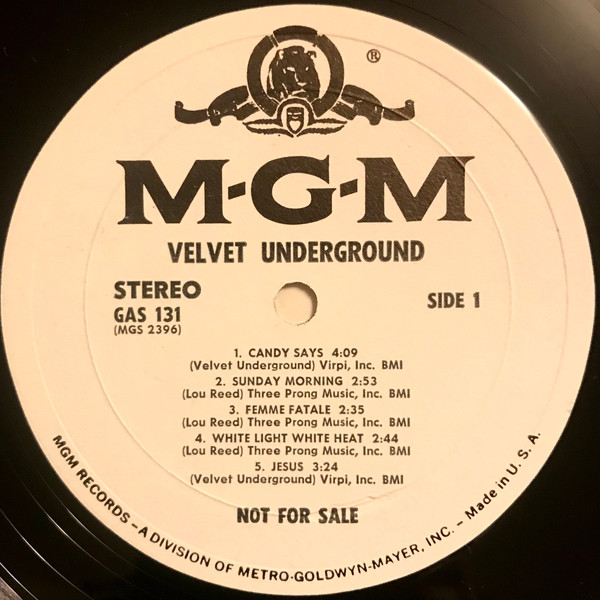 ®
M-G-M
VELVET UNDERGROUND
STEREO
GAS 131
(MGS 2396)
SIDE 1
1. CANDY SAYS 4:09
(Velvet Underground) Virpi, Inc. BMI
2. SUNDAY MORNING 2:53
(Lou Reed) Three Prong Music, Inc. BMI
3. FEMME FATALE 2:35
(Lou Reed) Three Prong Music, Inc. BMI
4. WHITE LIGHT WHITE HEAT 2:44
(Lou Reed) Three Prong Music, Inc. BMI
5. JESUS 3:24
(Velvet Underground) Virpi, Inc. BMI
NOT FOR SALE
MGM RECORDS – A DIVISION OF METRO-GOLDWYN-MAYER, INC. – Made in U. S. A.